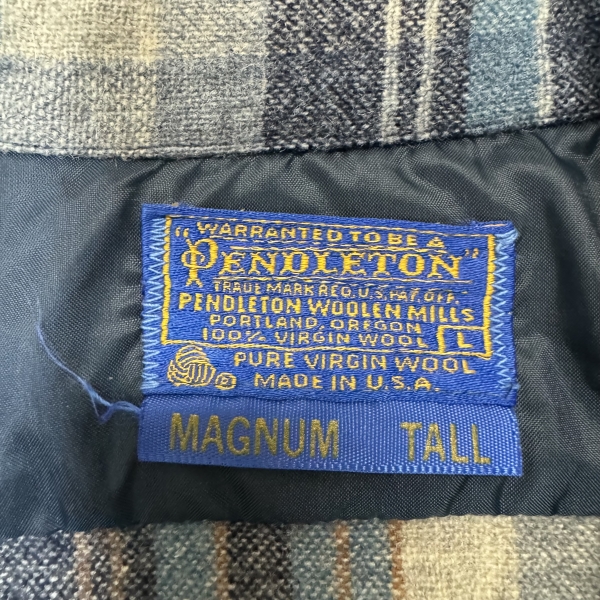 WARRANTED TO BE A
"PENDLETON"®
TRADE MARK REG. U.S. PAT. OFF.
PENDLETON WOOLEN MILLS
PORTLAND, OREGON
100% VIRGIN WOOL L
PURE VIRGIN WOOL
® MADE IN U.S.A.
MAGNUM TALL